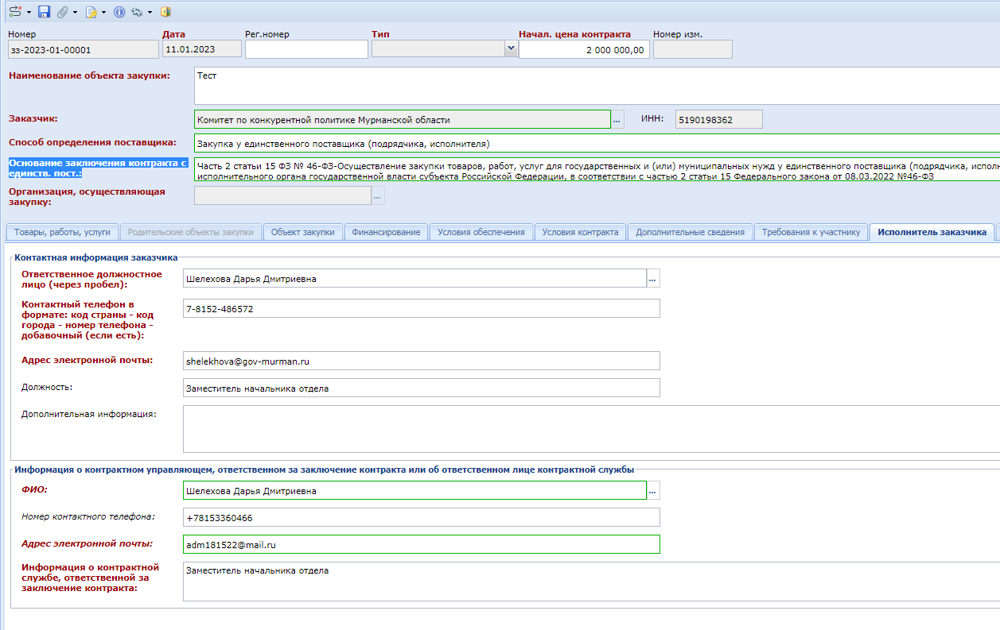 Номер Дата Рег.номер Тип Начал. цена контракта Номер изм.
зз-2023-01-00001 11.01.2023 2 000 000,00
Наименование объекта закупки: Тест
Заказчик: Комитет по конкурентной политике Мурманской области ... ИНН: 5190198362
Способ определения поставщика: Закупка у единственного поставщика (подрядчика, исполнителя)
Основание заключения контракта с
единств. пост.:
Часть 2 статьи 15 ФЗ № 46-ФЗ-Осуществление закупки товаров, работ, услуг для государственных и (или) муниципальных нужд у единственного поставщика (подрядчика, исполн
исполнительного органа государственной власти субъекта Российской Федерации, в соответствии с частью 2 статьи 15 Федерального закона от 08.03.2022 №46-ФЗ
Организация, осуществляющая
закупку: ...
Товары, работы, услуги Родительские объекты закупки Объект закупки Финансирование Условия обеспечения Условия контракта Дополнительные сведения Требования к участнику Исполнитель заказчика
Контактная информация заказчика
Ответственное должностное
лицо (через пробел):
Шелехова Дарья Дмитриевна ...
Контактный телефон в
формате: код страны - код
города - номер телефона -
добавочный (если есть):
7-8152-486572
Адрес электронной почты: shelekhova@gov-murman.ru
Должность: Заместитель начальника отдела
Дополнительная информация:
Информация о контрактном управляющем, ответственном за заключение контракта или об ответственном лице контрактной службы
ФИО: Шелехова Дарья Дмитриевна ...
Номер контактного телефона: +78153360466
Адрес электронной почты: adm181522@mail.ru
Информация о контрактной
службе, ответственной за
заключение контракта:
Заместитель начальника отдела